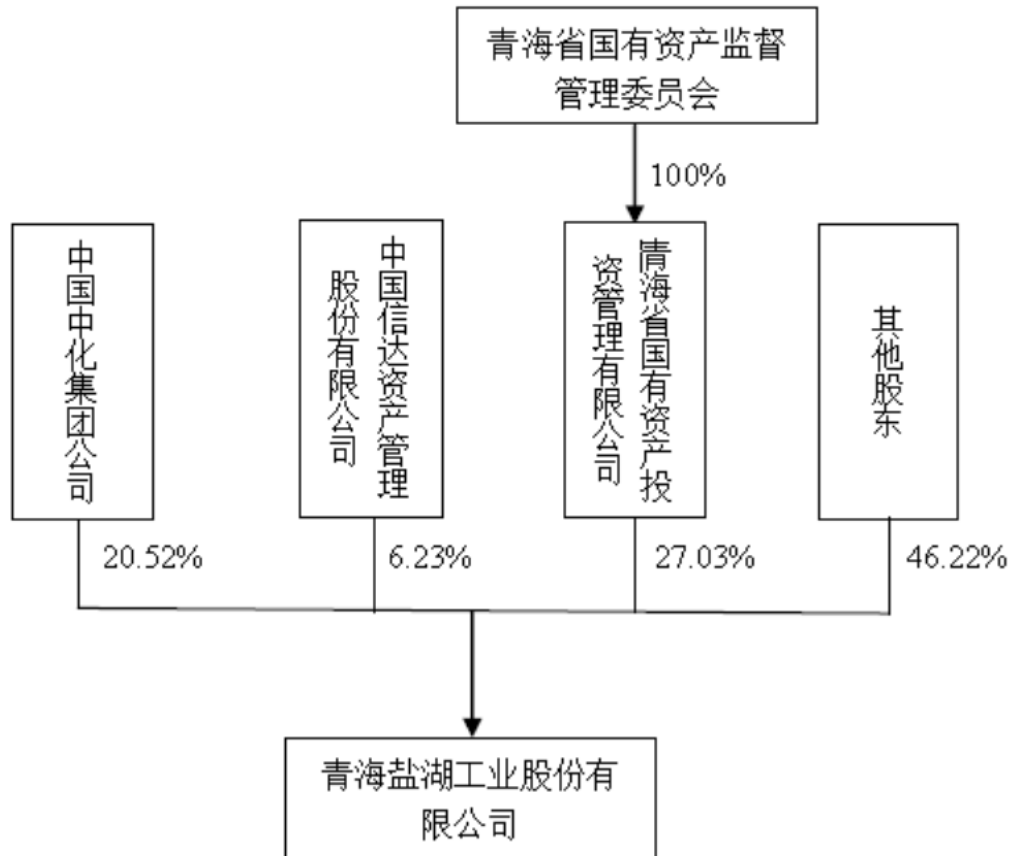 青海省国有资产监督
管理委员会
100%
中国中化集团公司
中国信达资产管理
股份有限公司
青海省国有资产投
资管理有限公司
其他股东
20.52%
6.23%
27.03%
46.22%
青海盐湖工业股份有
限公司